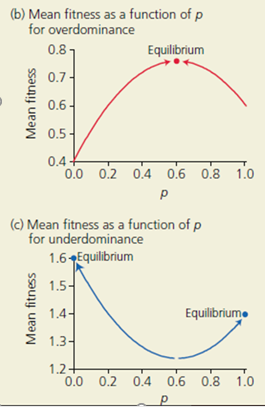 (b) Mean fitness as a function of p
for overdominance
Equilibrium
Mean fitness
0.8
0.7
0.6
0.5
0.4
0.0 0.2 0.4 0.6 0.8 1.0
p
(c) Mean fitness as a function of p
for underdominance
Equilibrium
Equilibrium
Mean fitness
1.6
1.5
1.4
1.3
1.2
0.0 0.2 0.4 0.6 0.8 1.0
p